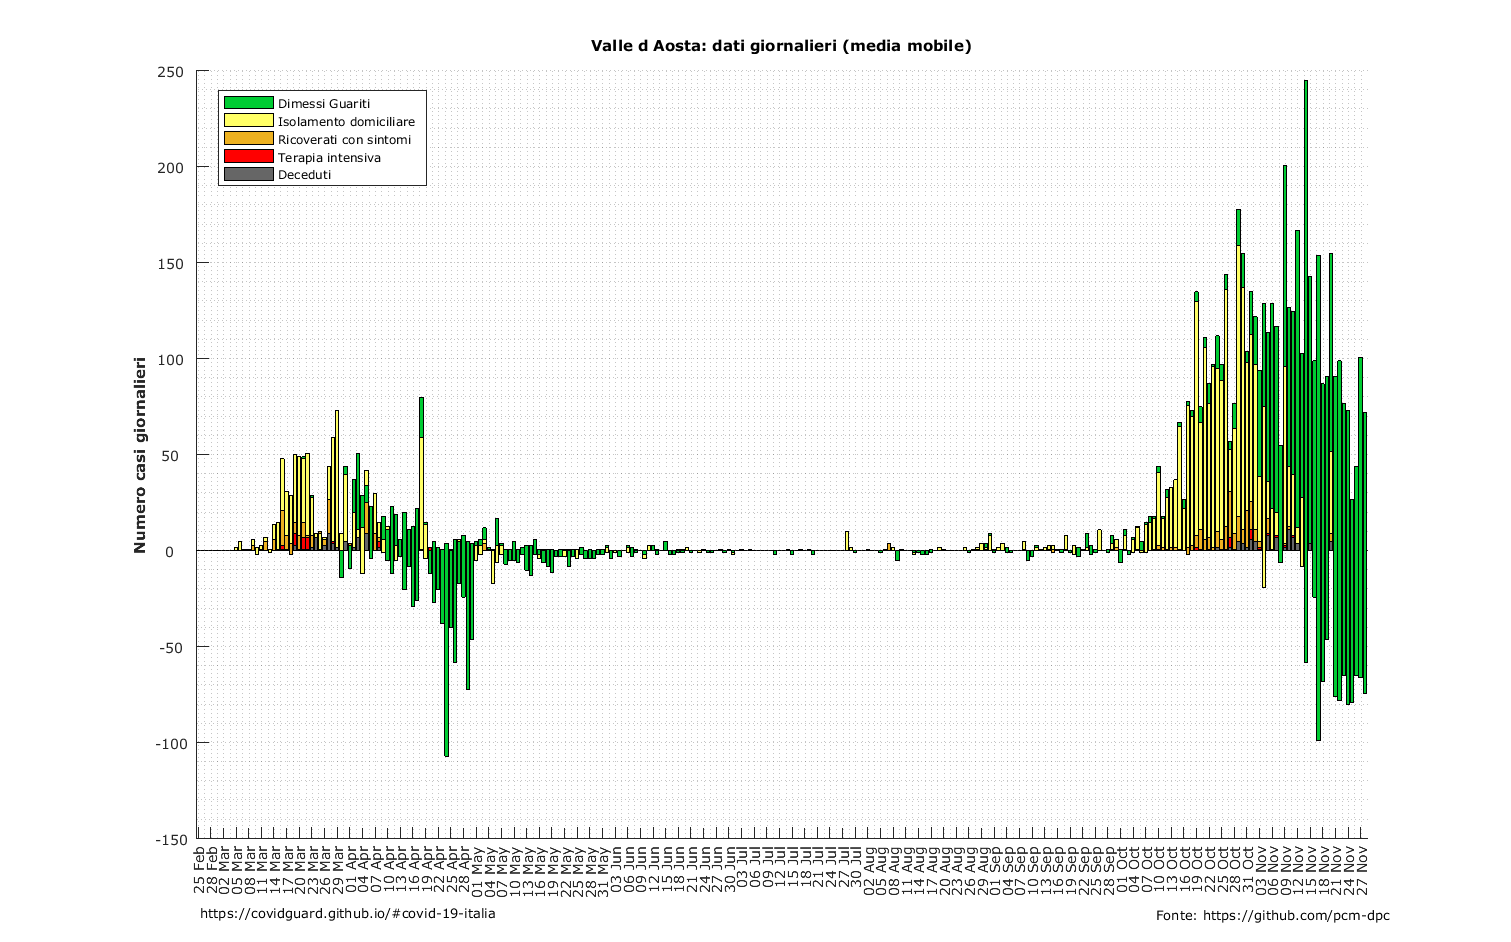 Valle d Aosta: dati giornalieri (media mobile)
Numero casi giornalieri
250
200
150
100
50
0
-50
-100
-150
Dimessi Guariti
Isolamento domiciliare
Ricoverati con sintomi
Terapia intensiva
Deceduti
25 Feb
28 Feb
02 Mar
05 Mar
08 Mar
11 Mar
14 Mar
17 Mar
20 Mar
23 Mar
26 Mar
29 Mar
01 Apr
04 Apr
07 Apr
10 Apr
13 Apr
16 Apr
19 Apr
22 Apr
25 Apr
28 Apr
01 May
04 May
07 May
10 May
13 May
16 May
19 May
22 May
25 May
28 May
31 May
03 Jun
06 Jun
09 Jun
12 Jun
15 Jun
18 Jun
21 Jun
24 Jun
27 Jun
30 Jun
03 Jul
06 Jul
09 Jul
12 Jul
15 Jul
18 Jul
21 Jul
24 Jul
27 Jul
30 Jul
02 Aug
05 Aug
08 Aug
11 Aug
14 Aug
17 Aug
20 Aug
23 Aug
26 Aug
29 Aug
01 Sep
04 Sep
07 Sep
10 Sep
13 Sep
16 Sep
19 Sep
22 Sep
25 Sep
28 Sep
01 Oct
04 Oct
07 Oct
10 Oct
13 Oct
16 Oct
19 Oct
22 Oct
25 Oct
28 Oct
31 Oct
03 Nov
06 Nov
09 Nov
12 Nov
15 Nov
18 Nov
21 Nov
24 Nov
27 Nov
https://covidguard.github.io/#covid-19-italia
Fonte: https://github.com/pcm-dpc